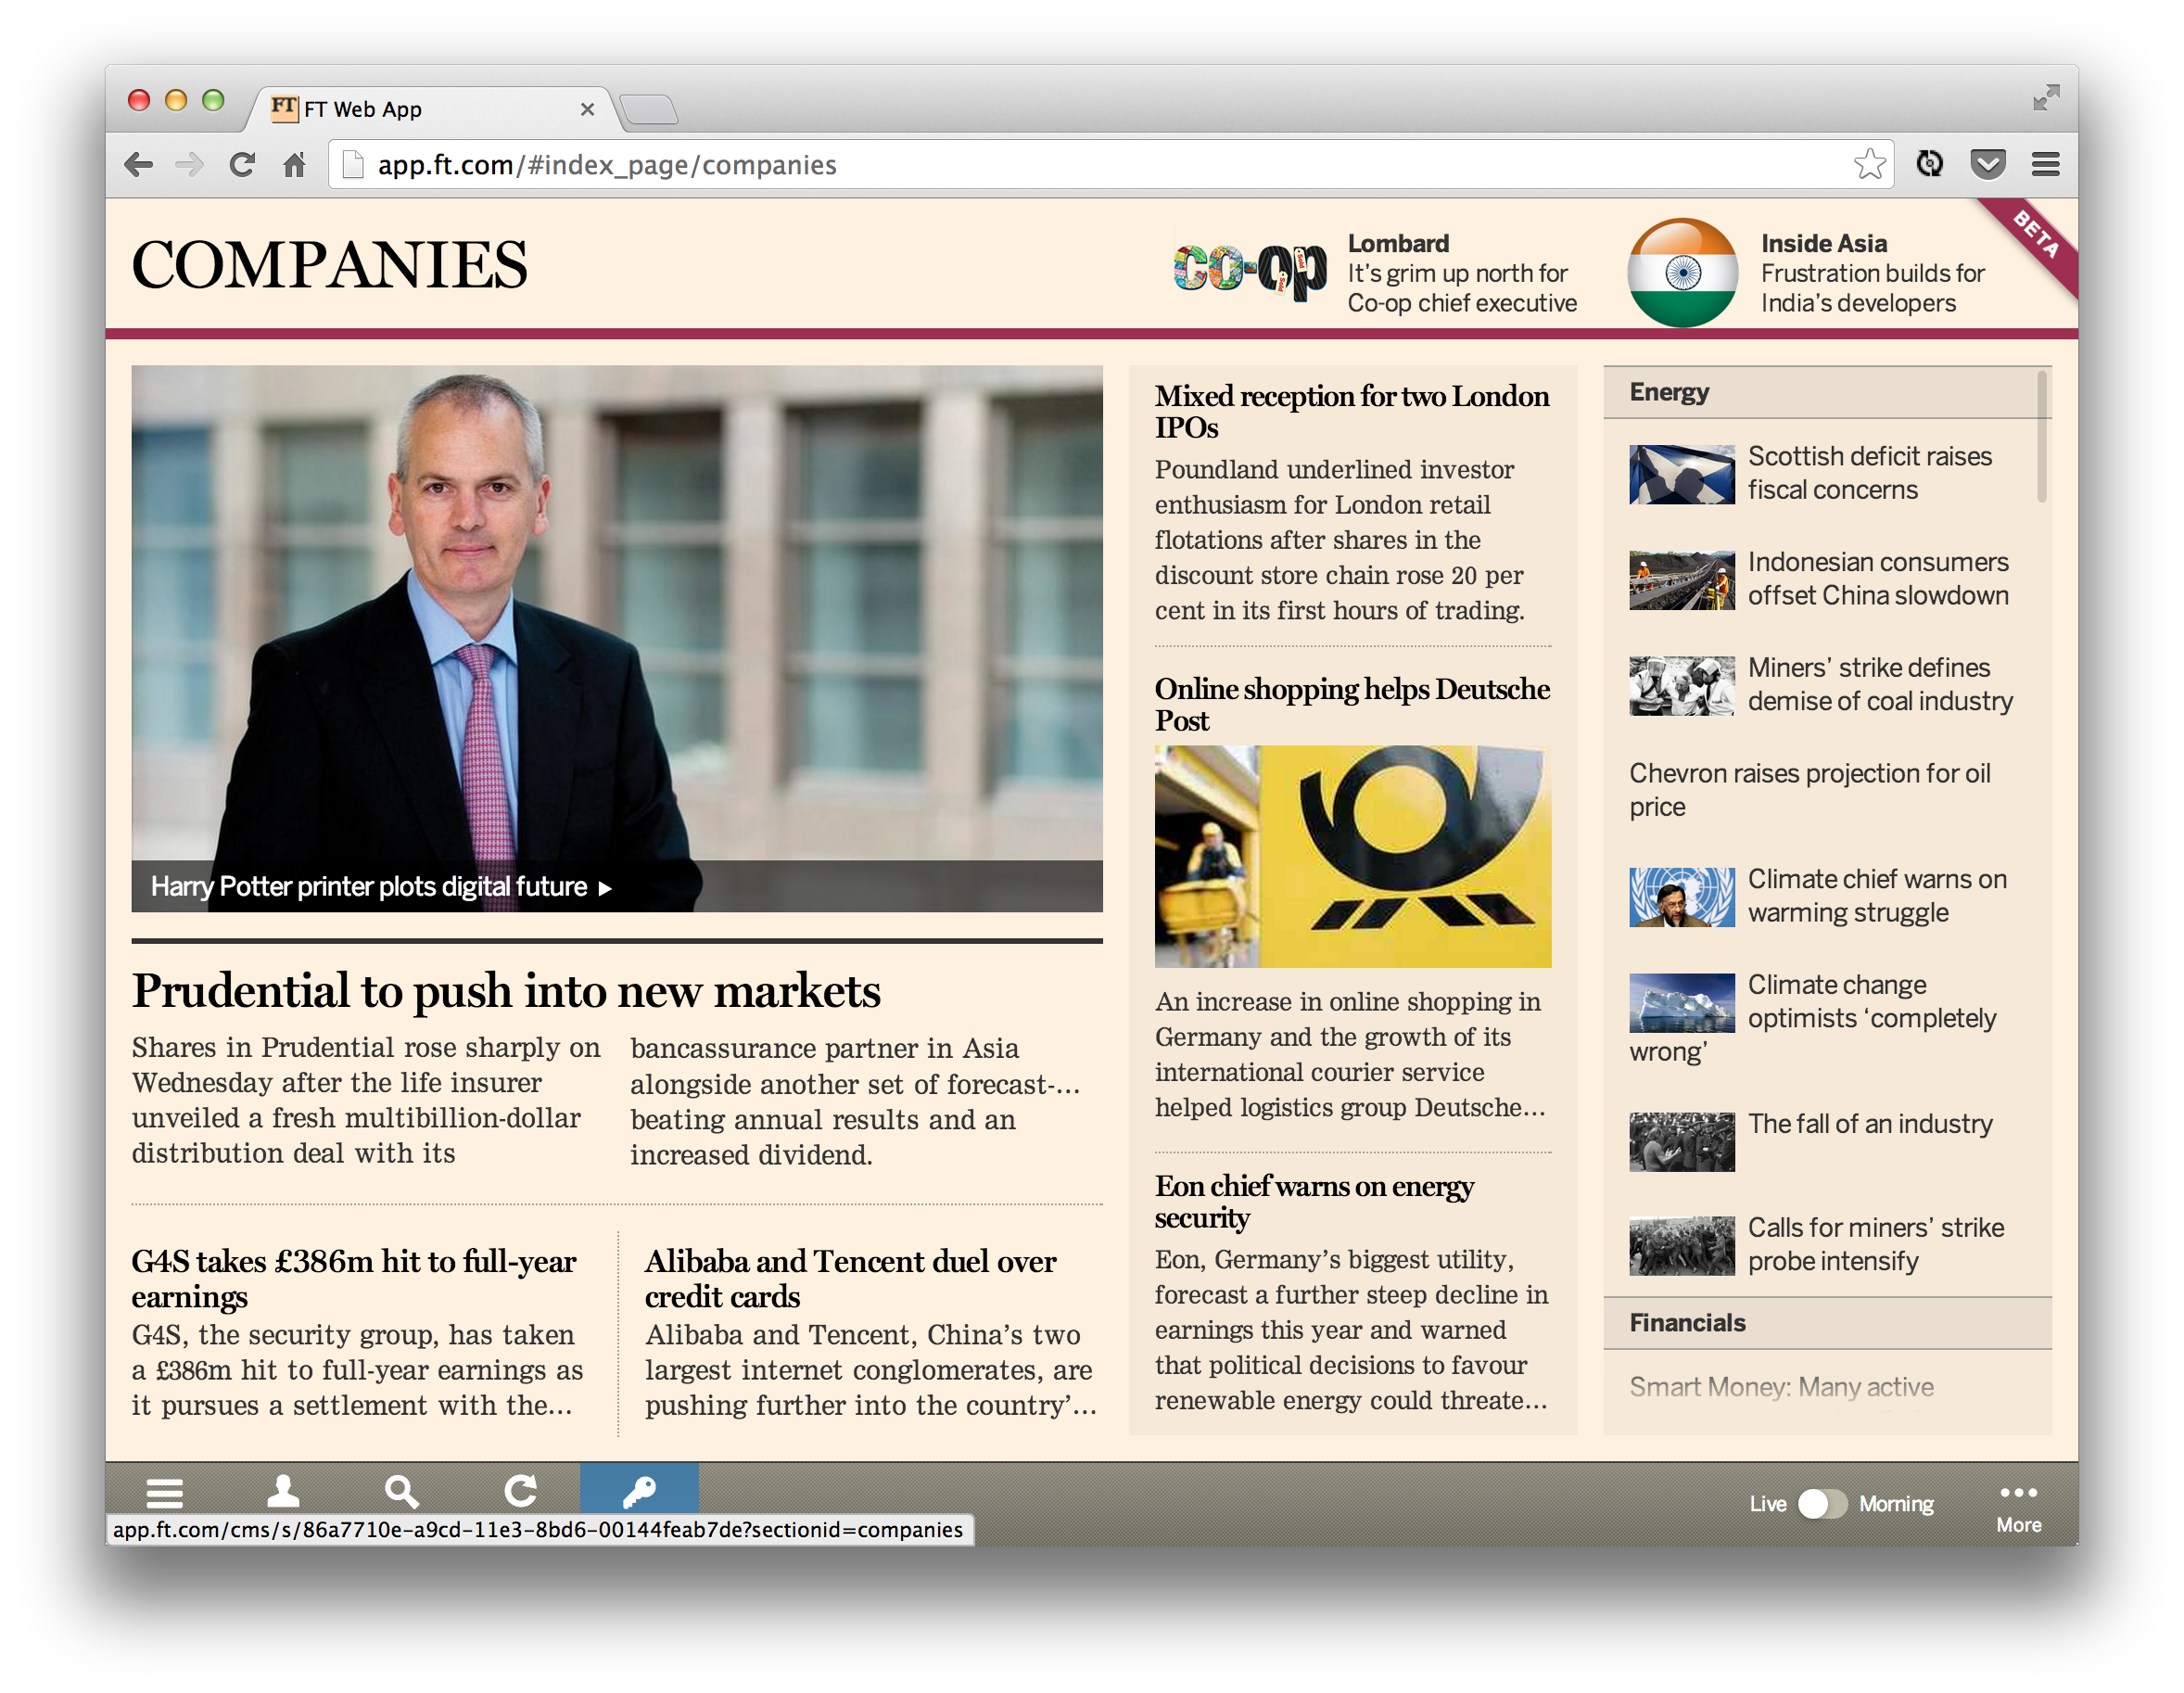 FT FT Web App
app.ft.com/#index_page/companies
COMPANIES
co-op
Sold
Sold
Lombard
It’s grim up north for
Co-op chief executive
Inside Asia
Frustration builds for
India’s developers
BETA
Harry Potter printer plots digital future
Prudential to push into new markets
Shares in Prudential rose sharply on
Wednesday after the life insurer
unveiled a fresh multibillion-dollar
distribution deal with its
bancassurance partner in Asia
alongside another set of forecast-…
beating annual results and an
increased dividend.
G4S takes £386m hit to full-year
earnings
G4S, the security group, has taken
a £386m hit to full-year earnings as
it pursues a settlement with the…
Alibaba and Tencent duel over
credit cards
Alibaba and Tencent, China’s two
largest internet conglomerates, are
pushing further into the country’…
Mixed reception for two London
IPOs
Poundland underlined investor
enthusiasm for London retail
flotations after shares in the
discount store chain rose 20 per
cent in its first hours of trading.
Online shopping helps Deutsche
Post
An increase in online shopping in
Germany and the growth of its
international courier service
helped logistics group Deutsche…
Eon chief warns on energy
security
Eon, Germany’s biggest utility,
forecast a further steep decline in
earnings this year and warned
that political decisions to favour
renewable energy could threate…
Energy
Scottish deficit raises
fiscal concerns
Indonesian consumers
offset China slowdown
Miners’ strike defines
demise of coal industry
Chevron raises projection for oil
price
Climate chief warns on
warming struggle
Climate change
optimists ‘completely
wrong’
The fall of an industry
Calls for miners’ strike
probe intensify
Financials
Smart Money: Many active
Live Morning
More
app.ft.com/cms/s/86a7710e-a9cd-11e3-8bd6-00144feab7de?sectionid=companies